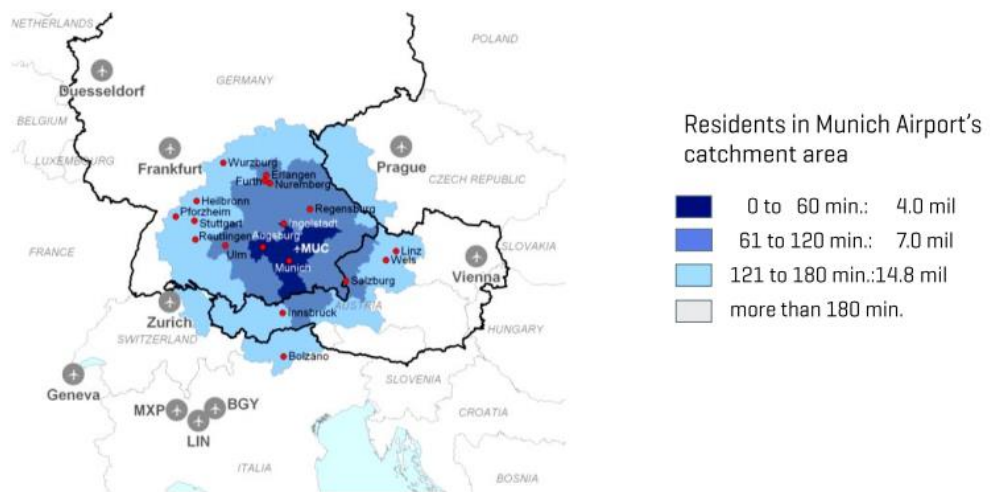 NETHERLANDS
POLAND
GERMANY
Duesseldorf
BELGIUM
LUXEMBOURG
Frankfurt
Prague
CZECH REPUBLIC
Wurzburg
Erlangen
Furth
Nuremberg
Heilbronn
Pforzheim
Stuttgart
Regensburg
Ingelstadt
Reutlingen
Augsburg
Ulm
MUC
Munich
FRANCE
Linz
Wels
Vienna
SLOVAKIA
Salzburg
AUSTRIA
Innsbruck
Zurich
SWITZERLAND
HUNGARY
Bolzano
Geneva
SLOVENIA
MXP
BGY
LIN
CROATIA
ITALY
BOSNIA
Residents in Munich Airport's
catchment area
0 to 60 min.: 4.0 mil
61 to 120 min.: 7.0 mil
121 to 180 min.:14.8 mil
more than 180 min.